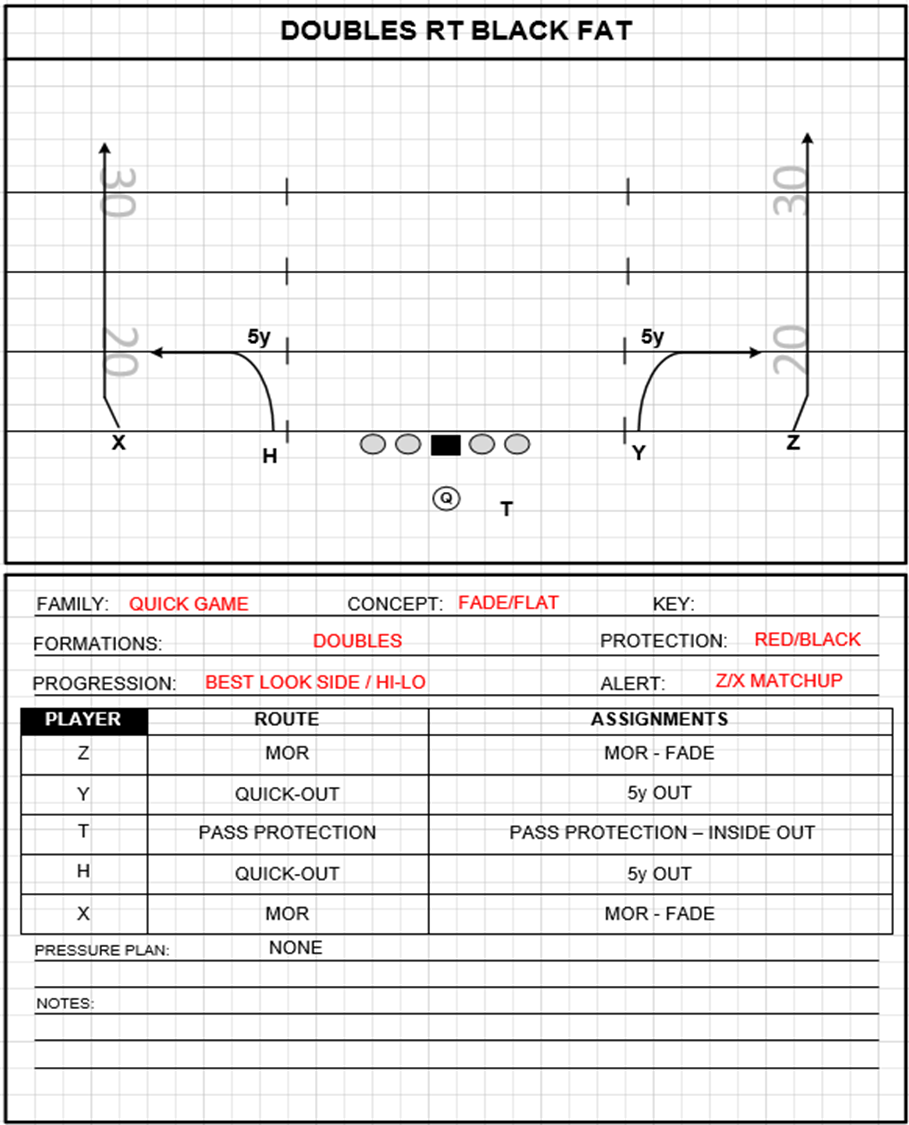 DOUBLES RT BLACK FAT
30 30
5y 5y
20 20
X H Y Z
Q T
FAMILY: QUICK GAME CONCEPT: FADE/FLAT KEY:
FORMATIONS: DOUBLES PROTECTION: RED/BLACK
PROGRESSION: BEST LOOK SIDE / HI-LO ALERT: Z/X MATCHUP
PLAYER ROUTE ASSIGNMENTS
Z MOR MOR - FADE
Y QUICK-OUT 5y OUT
T PASS PROTECTION PASS PROTECTION – INSIDE OUT
H QUICK-OUT 5y OUT
X MOR MOR - FADE
PRESSURE PLAN: NONE
NOTES: